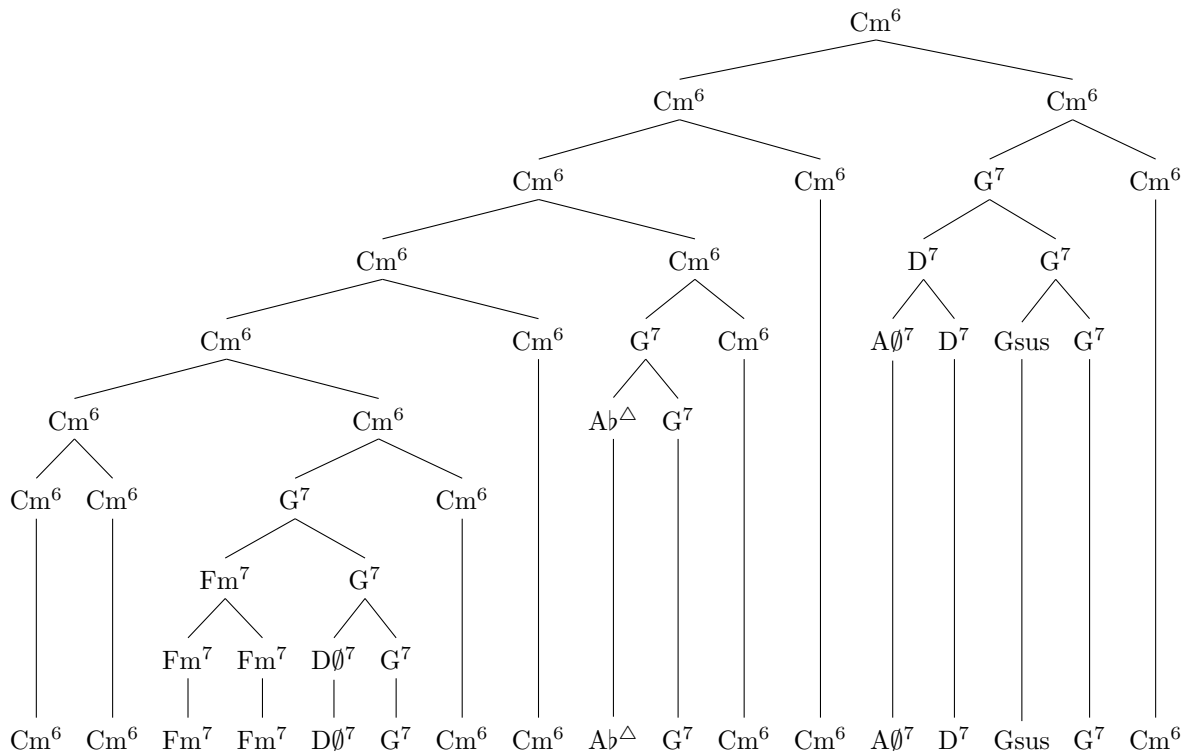 Cm⁶
Cm⁶ Cm⁶
Cm⁶ Cm⁶ G⁷ Cm⁶
Cm⁶ Cm⁶ D⁷ G⁷
Cm⁶ Cm⁶ G⁷ Cm⁶ A∅⁷ D⁷ Gsus G⁷
Cm⁶ Cm⁶ A♭△ G⁷
Cm⁶ Cm⁶ G⁷ Cm⁶
Fm⁷ G⁷
Fm⁷ Fm⁷ D∅⁷ G⁷
Cm⁶ Cm⁶ Fm⁷ Fm⁷ D∅⁷ G⁷ Cm⁶ Cm⁶ A♭△ G⁷ Cm⁶ Cm⁶ A∅⁷ D⁷ Gsus G⁷ Cm⁶